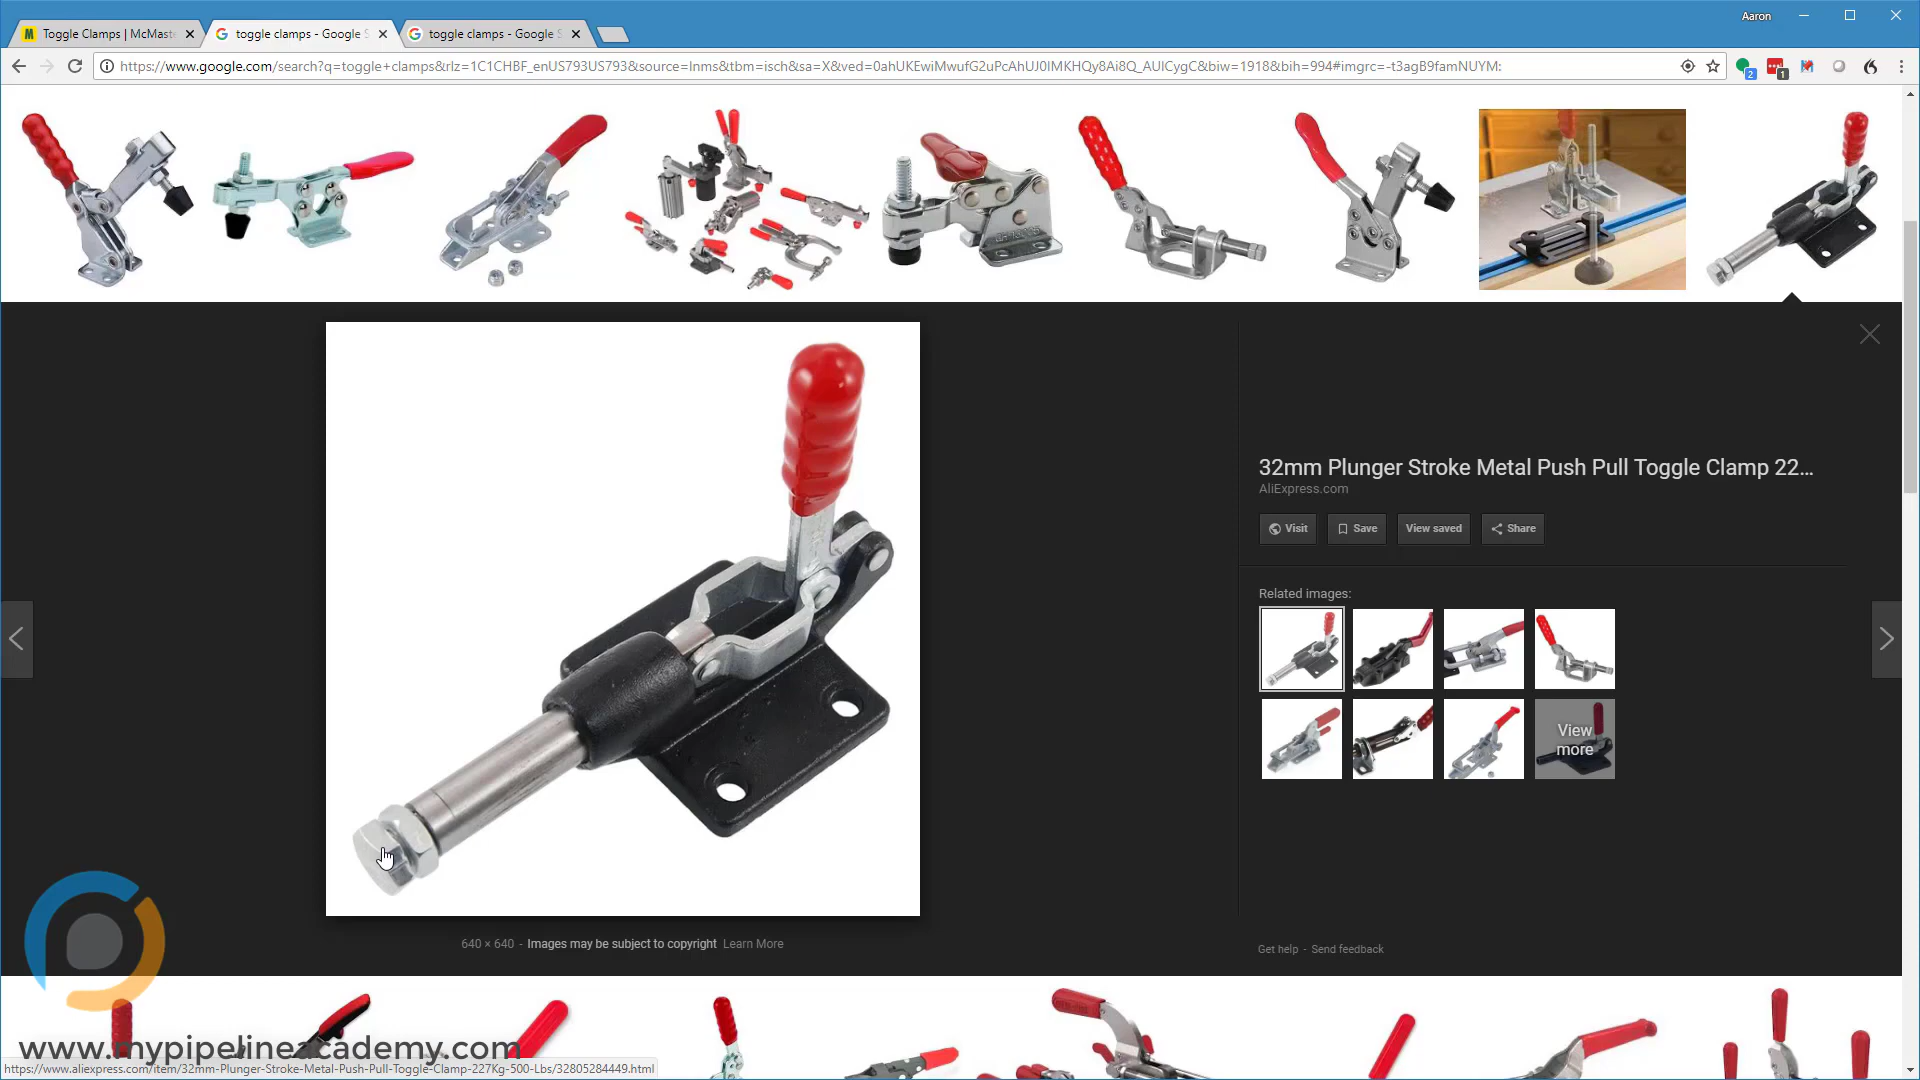 Aaron
Toggle Clamps | McMaste
toggle clamps - Google S
toggle clamps - Google S
https://www.google.com/search?q=toggle+clamps&rlz=1C1CHBF_enUS793US793&source=lnms&tbm=isch&sa=X&ved=0ahUKEwiMwufG2uPcAhUJ0IMKHQy8Ai8Q_AUICygC&biw=1918&bih=994#imgrc=-t3agB9famNUYM:
2
1
32mm Plunger Stroke Metal Push Pull Toggle Clamp 22...
AliExpress.com
Visit
Save
View saved
Share
Related images:
View more
640 × 640 - Images may be subject to copyright Learn More
Get help - Send feedback
www.mypipelineacademy.com
https://www.aliexpress.com/item/32mm-Plunger-Stroke-Metal-Push-Pull-Toggle-Clamp-227Kg-500-Lbs/32805284449.html